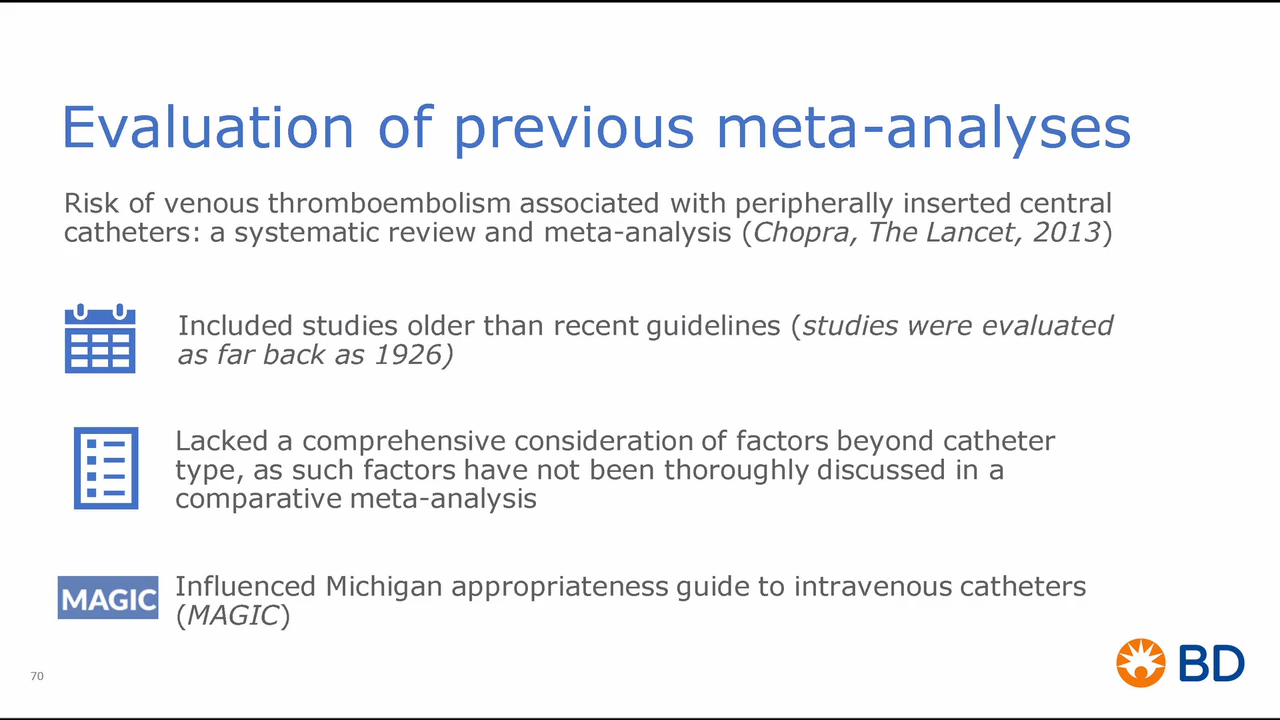 Evaluation of previous meta-analyses
Risk of venous thromboembolism associated with peripherally inserted central
catheters: a systematic review and meta-analysis (Chopra, The Lancet, 2013)
Included studies older than recent guidelines (studies were evaluated
as far back as 1926)
Lacked a comprehensive consideration of factors beyond catheter
type, as such factors have not been thoroughly discussed in a
comparative meta-analysis
MAGIC
Influenced Michigan appropriateness guide to intravenous catheters
(MAGIC)
70
BD